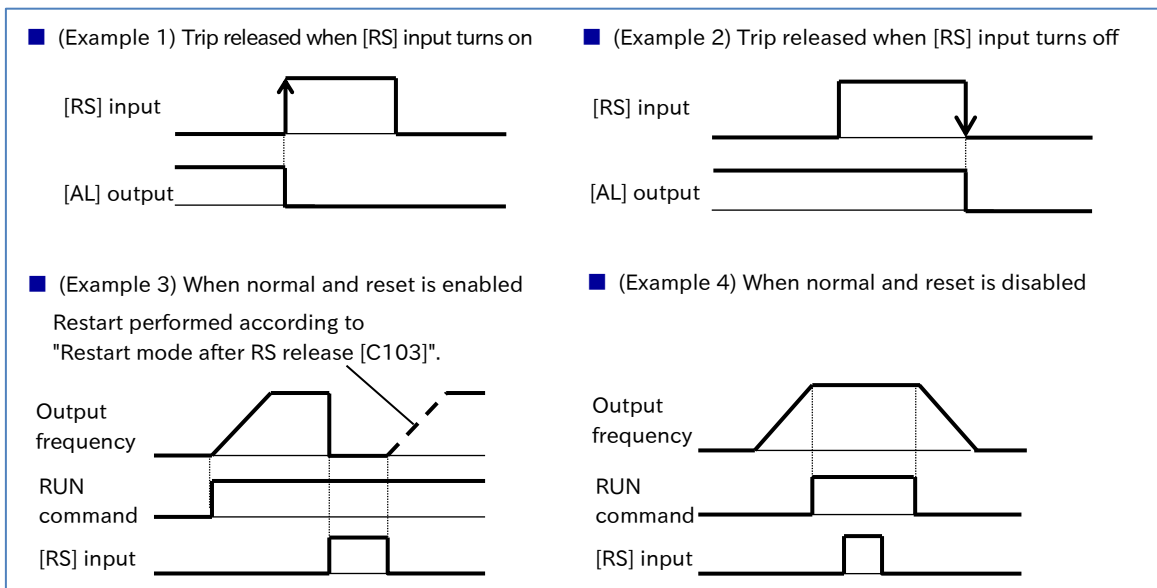 (Example 1) Trip released when [RS] input turns on
[RS] input
[AL] output
(Example 2) Trip released when [RS] input turns off
[RS] input
[AL] output
(Example 3) When normal and reset is enabled
Restart performed according to
"Restart mode after RS release [C103]".
Output
frequency
RUN
command
[RS] input
(Example 4) When normal and reset is disabled
Output
frequency
RUN
command
[RS] input